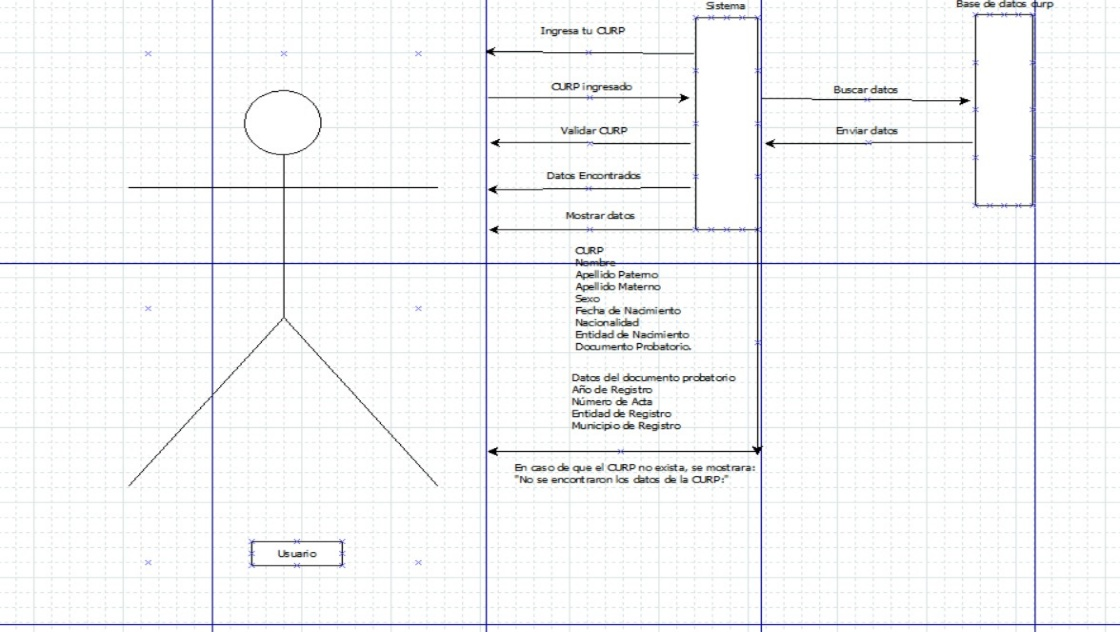 Sistema
Base de datos curp
Ingresa tu CURP
CURP ingresado
Buscar datos
Validar CURP
Enviar datos
Datos Encontrados
Mostrar datos
CURP
Nombre
Apellido Paterno
Apellido Materno
Sexo
Fecha de Nacimiento
Nacionalidad
Entidad de Nacimiento
Documento Probatorio.
Datos del documento probatorio
Año de Registro
Número de Acta
Entidad de Registro
Municipio de Registro
En caso de que el CURP no exista, se mostrara:
"No se encontraron los datos de la CURP:"
Usuario